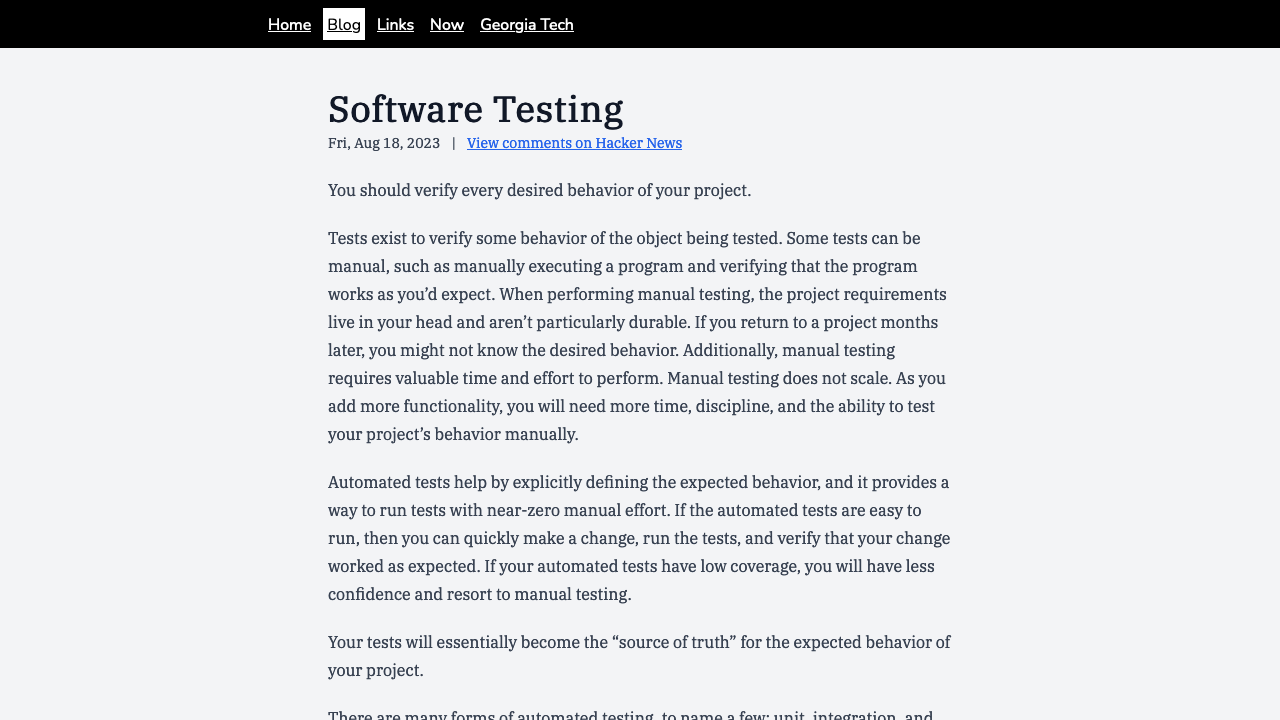 Home Blog Links Now Georgia Tech
Software Testing
Fri, Aug 18, 2023 | View comments on Hacker News
You should verify every desired behavior of your project.
Tests exist to verify some behavior of the object being tested. Some tests can be
manual, such as manually executing a program and verifying that the program
works as you’d expect. When performing manual testing, the project requirements
live in your head and aren’t particularly durable. If you return to a project months
later, you might not know the desired behavior. Additionally, manual testing
requires valuable time and effort to perform. Manual testing does not scale. As you
add more functionality, you will need more time, discipline, and the ability to test
your project’s behavior manually.
Automated tests help by explicitly defining the expected behavior, and it provides a
way to run tests with near-zero manual effort. If the automated tests are easy to
run, then you can quickly make a change, run the tests, and verify that your change
worked as expected. If your automated tests have low coverage, you will have less
confidence and resort to manual testing.
Your tests will essentially become the “source of truth” for the expected behavior of
your project.
There are many forms of automated testing, to name a few: unit, integration, and